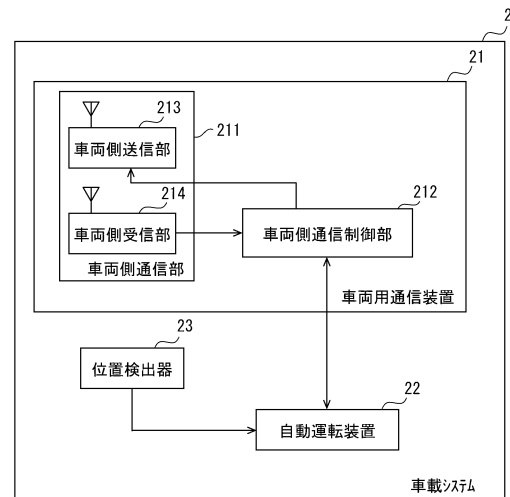 2
21
213
211
車両側送信部
214
212
車両側受信部
車両側通信制御部
車両側通信部
車両用通信装置
23
位置検出器
22
自動運転装置
車載システム